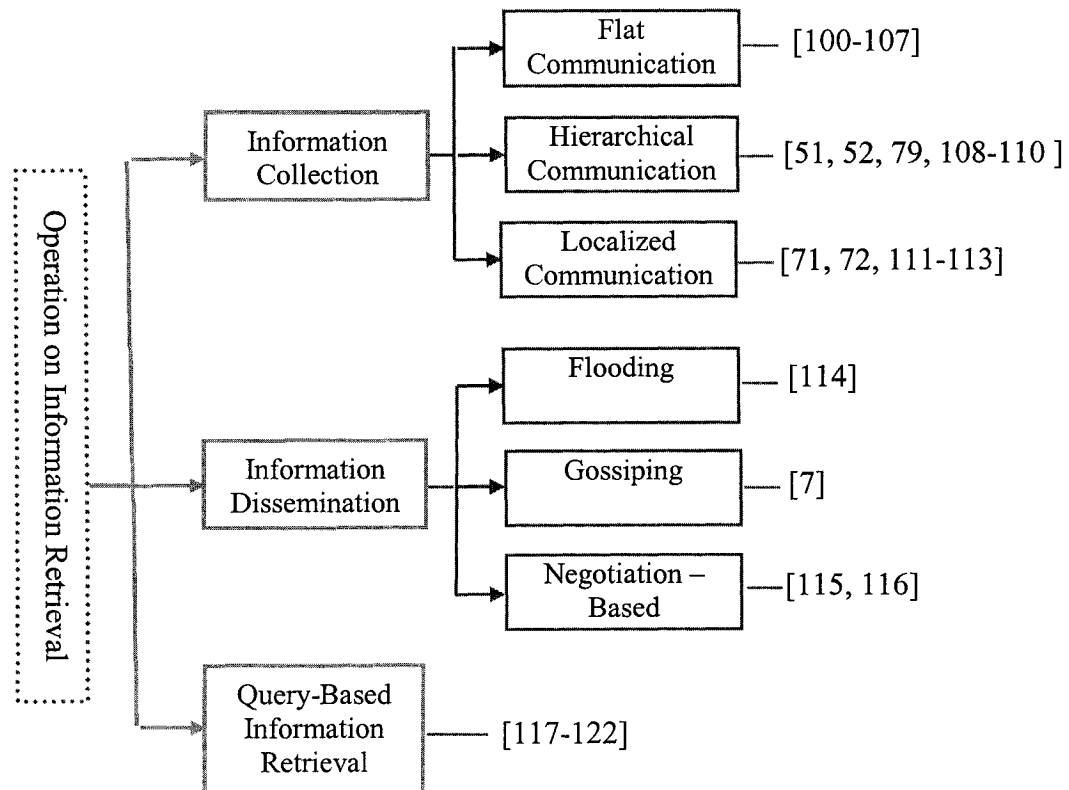 Operation on Information Retrieval
Information
Collection
Flat
Communication
[100-107]
Hierarchical
Communication
[51, 52, 79, 108-110 ]
Localized
Communication
[71, 72, 111-113]
Information
Dissemination
Flooding
[114]
Gossiping
[7]
Negotiation –
Based
[115, 116]
Query-Based
Information
Retrieval
[117-122]